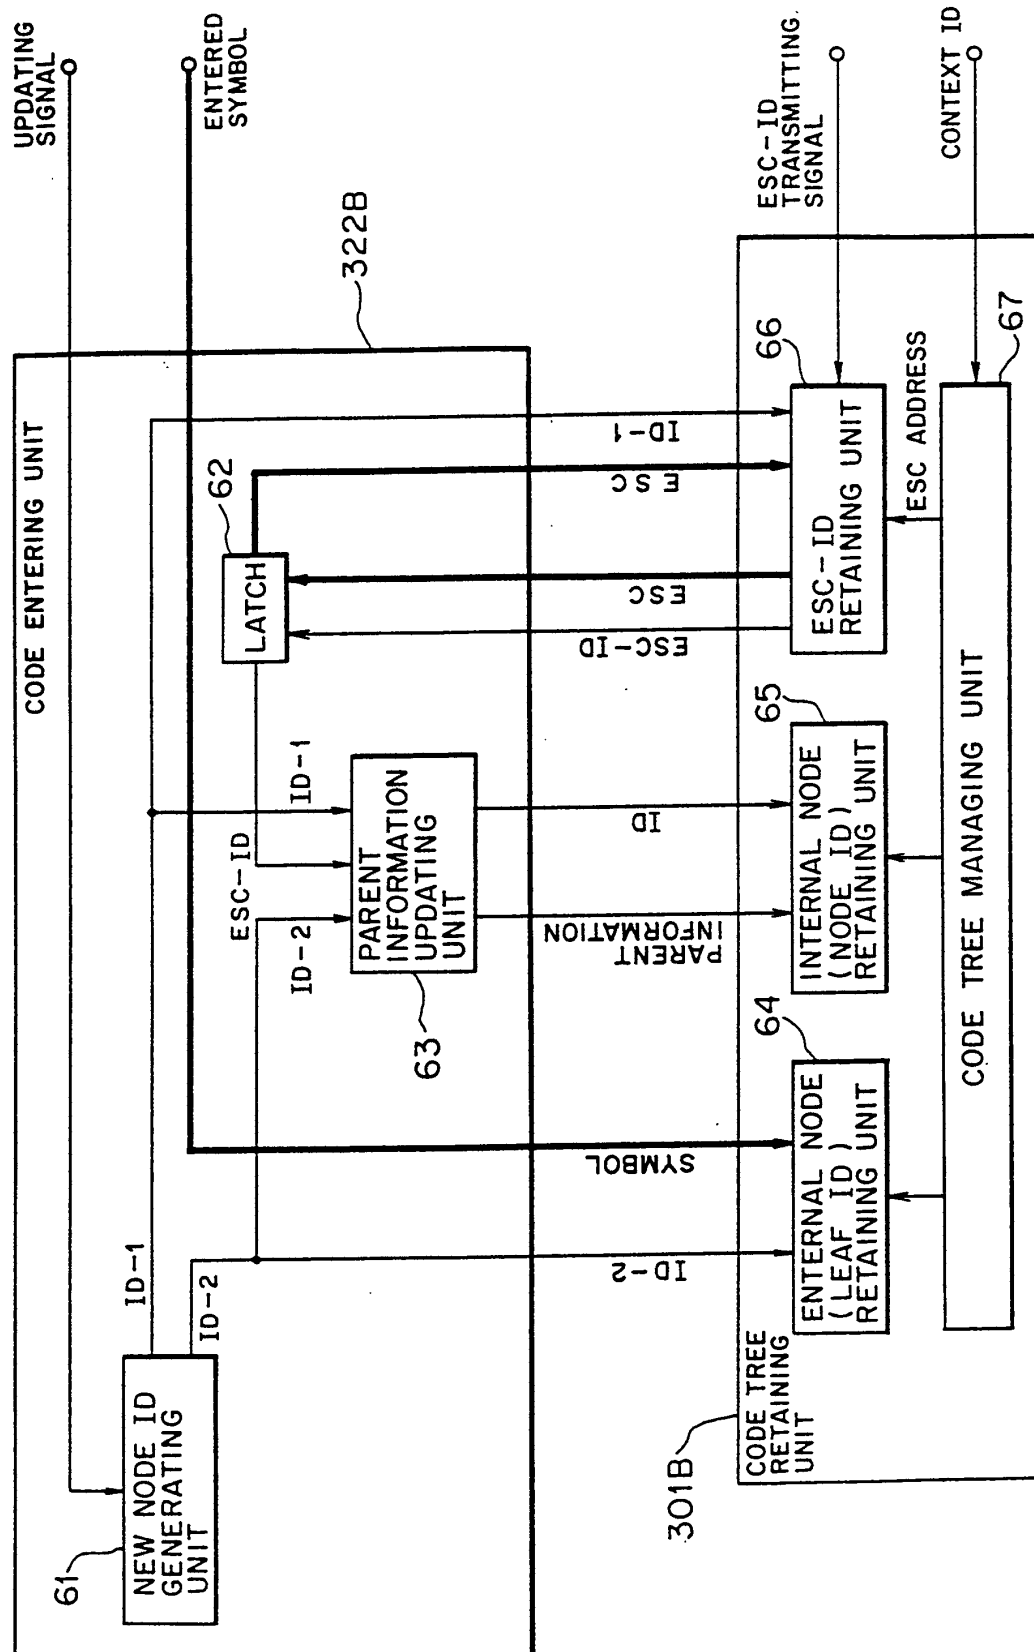 UPDATING
SIGNAL
ENTERED
SYMBOL
CODE ENTERING UNIT
322B
61
NEW NODE ID
GENERATING
UNIT
ID-1
ID-2
62
LATCH
ESC-ID
ID-1
ID-2
PARENT
INFORMATION
UPDATING
UNIT
63
ID-2
SYMBOL
PARENT
INFORMATION
ID
ESC-ID
ESC
ESC
ID-1
ESC-ID
TRANSMITTING
SIGNAL
CONTEXT ID
301B
CODE TREE
RETAINING
UNIT
64
ENTERNAL NODE
(LEAF ID)
RETAINING UNIT
65
INTERNAL NODE
(NODE ID)
RETAINING UNIT
66
ESC-ID
RETAINING UNIT
ESC ADDRESS
67
CODE TREE MANAGING UNIT